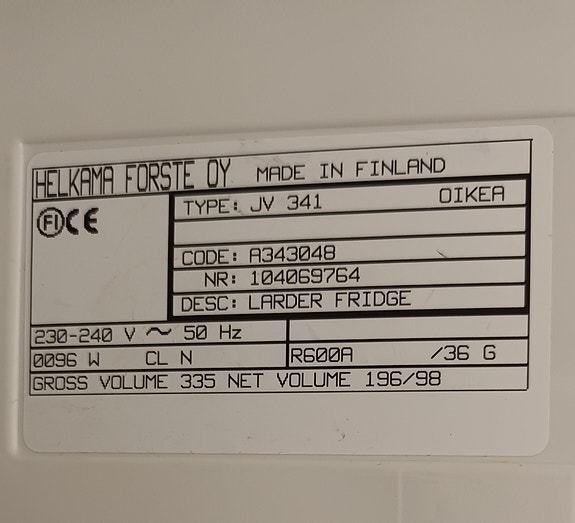 HELKAMA FORSTE OY MADE IN FINLAND
FI CE
TYPE: JV 341 OIKEA
CODE: A343048
NR: 104069764
DESC: LARDER FRIDGE
230-240 V ~ 50 Hz
0096 W CL N R600A /36 G
GROSS VOLUME 335 NET VOLUME 196/98